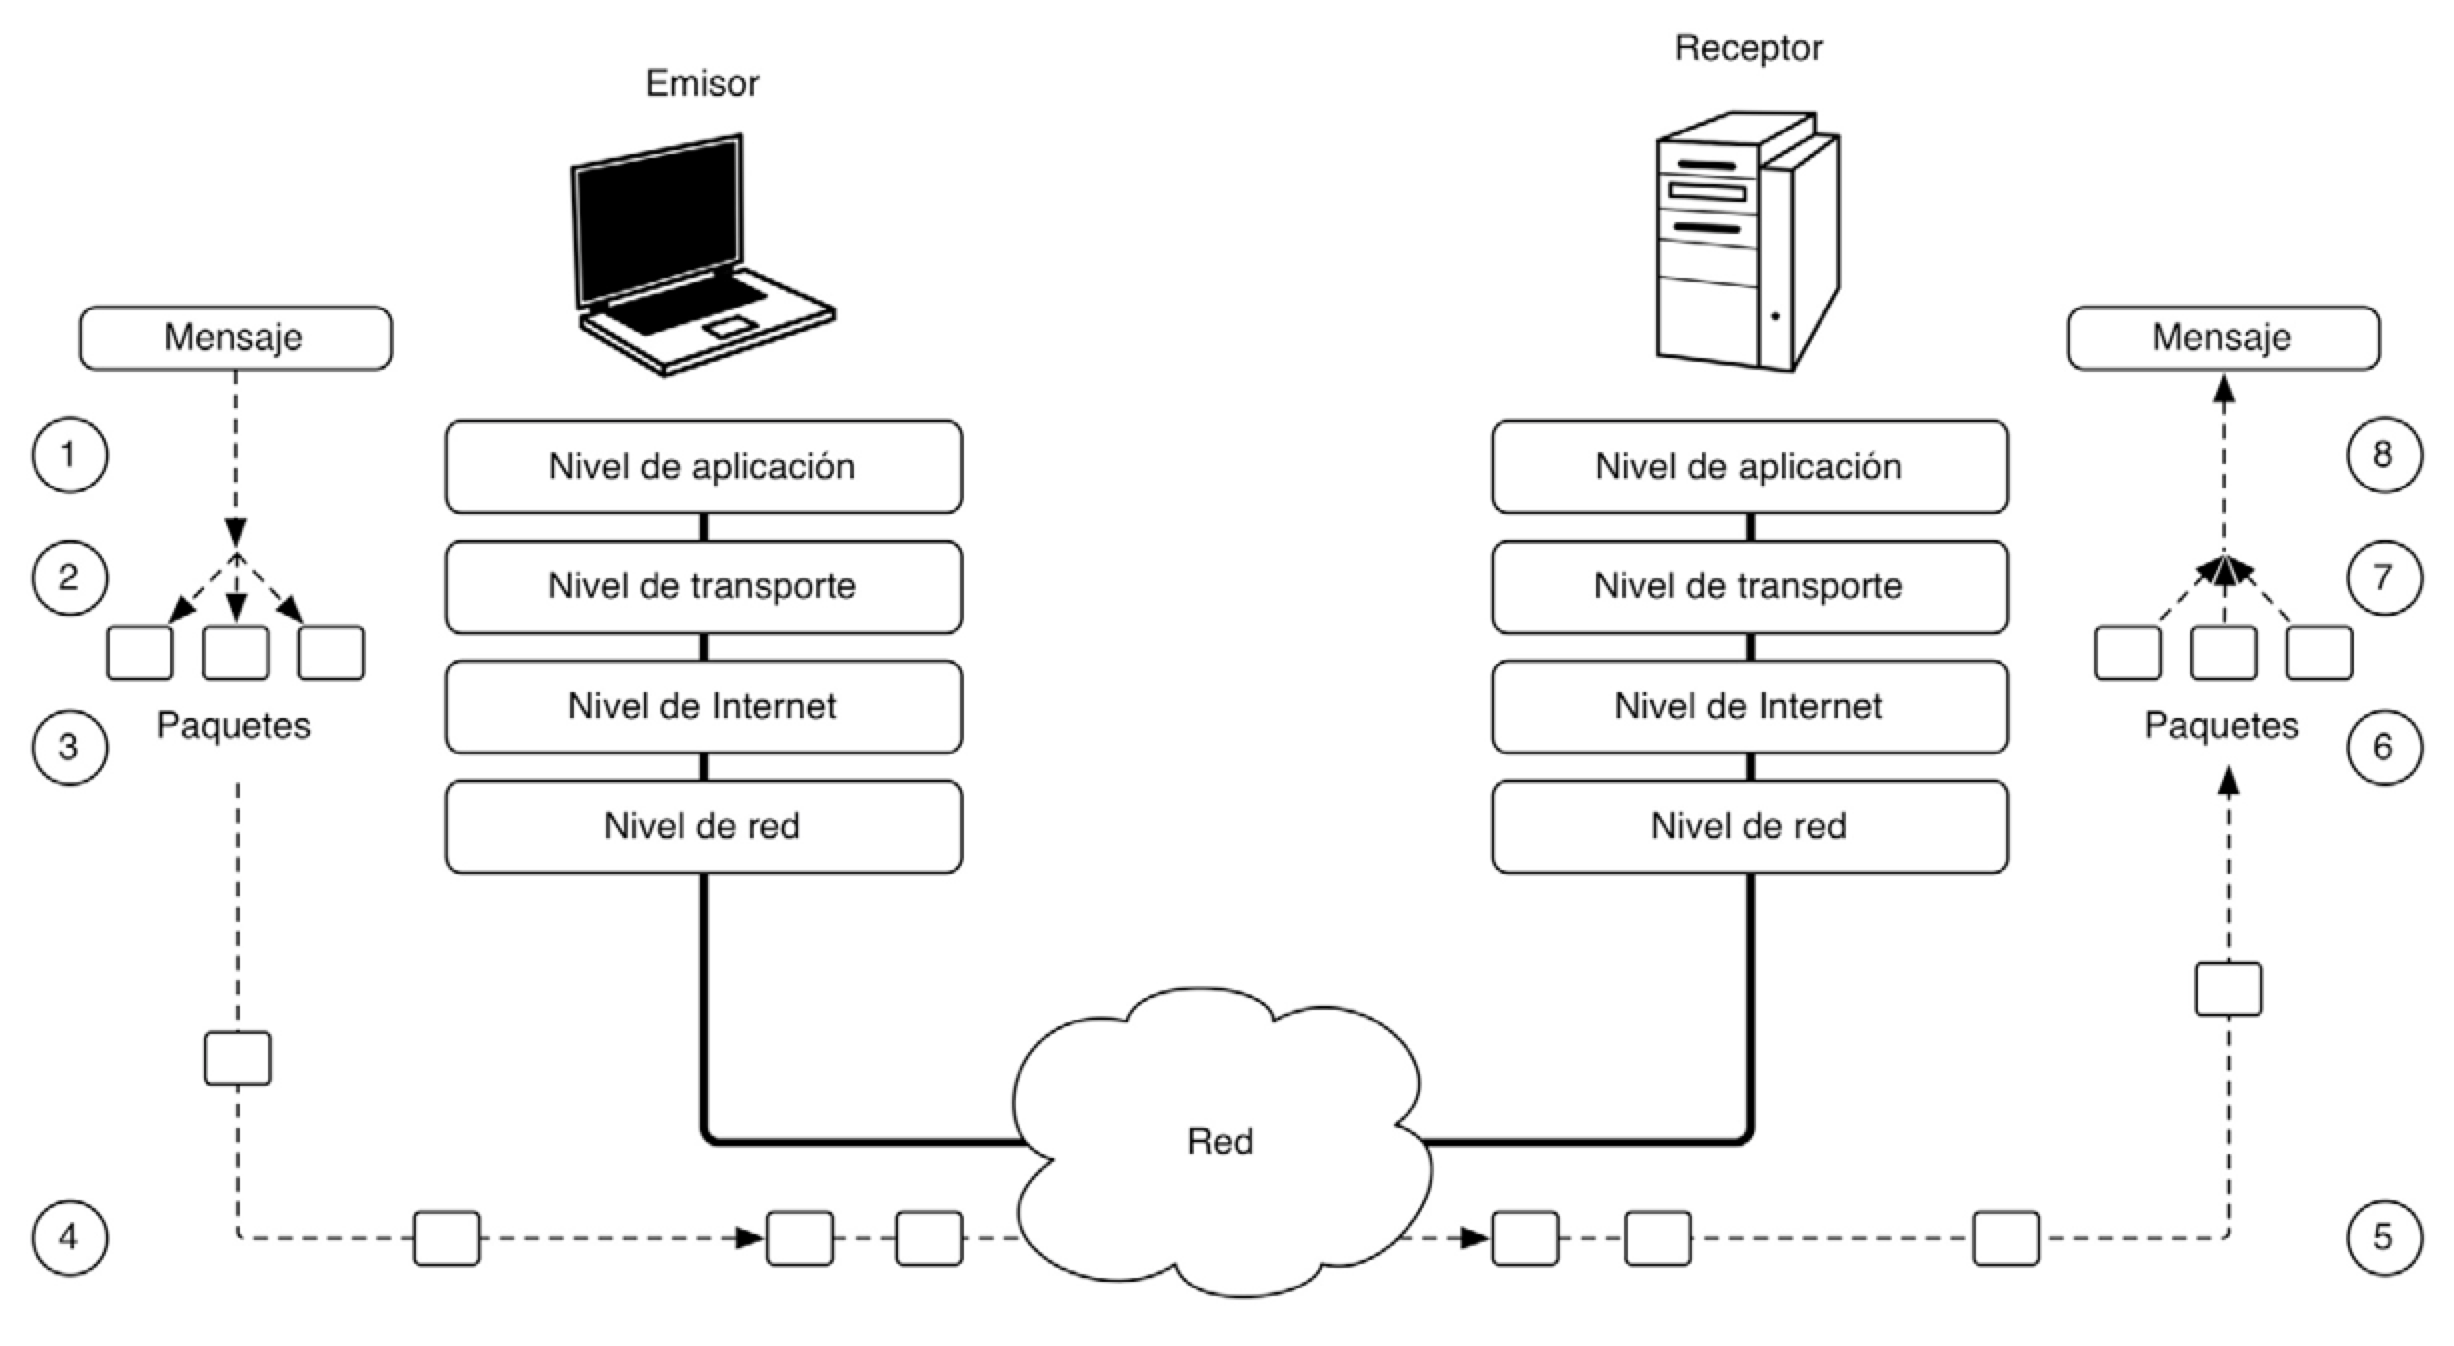 Emisor
Receptor
Mensaje
Mensaje
1
Nivel de aplicación
Nivel de aplicación
8
2
Nivel de transporte
Nivel de transporte
7
3
Paquetes
Nivel de Internet
Nivel de Internet
Paquetes
6
Nivel de red
Nivel de red
Red
4
5